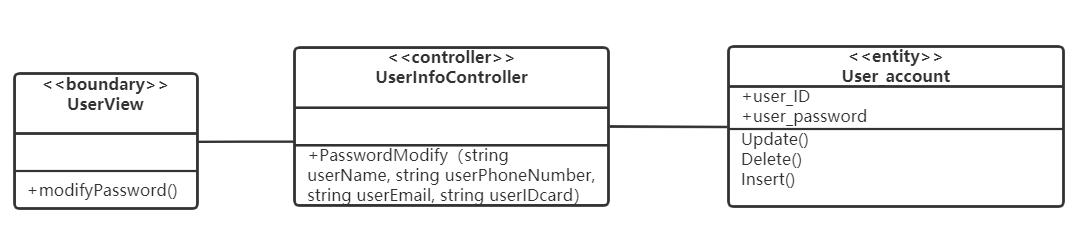 <<boundary>>
UserView
+modifyPassword()
<<controller>>
UserInfoController
+PasswordModify（string
userName, string userPhoneNumber,
string userEmail, string userIDcard)
<<entity>>
User_account
+user_ID
+user_password
Update()
Delete()
Insert()